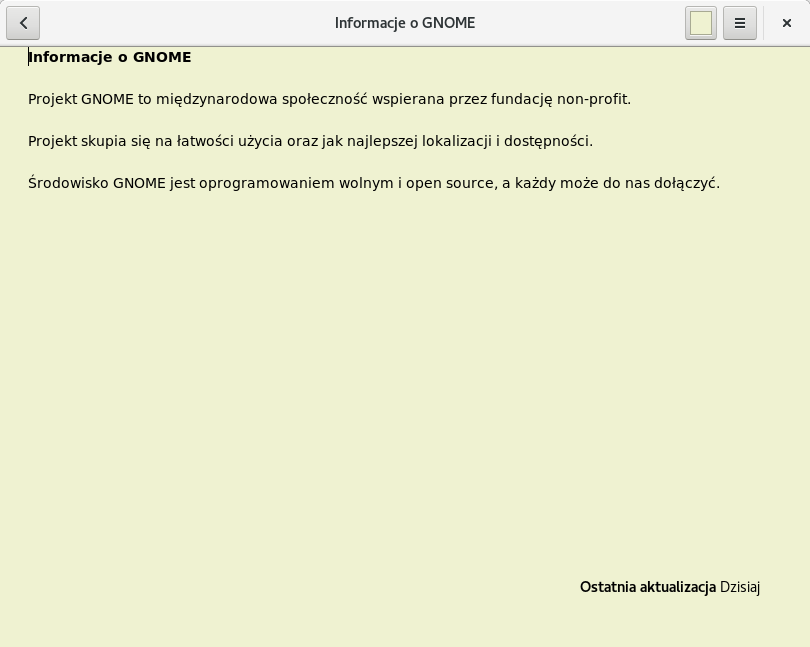 Informacje o GNOME
Informacje o GNOME
Projekt GNOME to międzynarodowa społeczność wspierana przez fundację non-profit.
Projekt skupia się na łatwości użycia oraz jak najlepszej lokalizacji i dostępności.
Środowisko GNOME jest oprogramowaniem wolnym i open source, a każdy może do nas dołączyć.
Ostatnia aktualizacja Dzisiaj